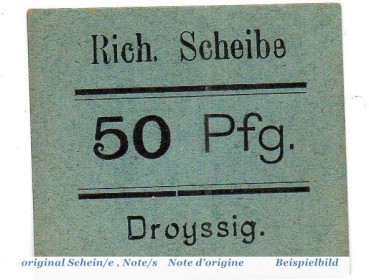 Rich. Scheibe
50 Pfg.
Droyssig.
original Schein/e , Note/s Note d'origine Beispielbild